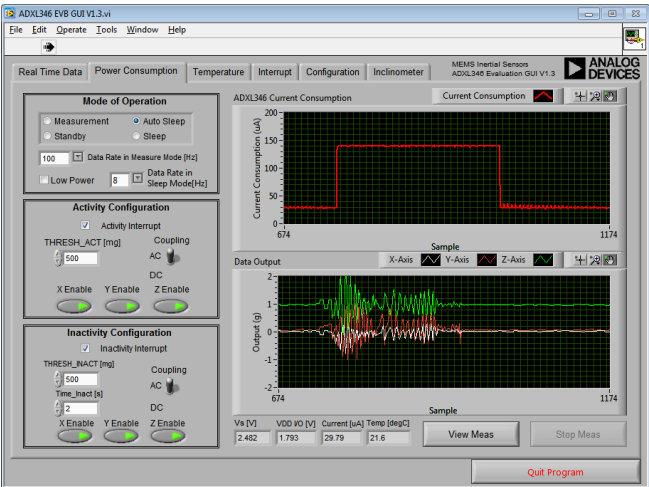 ADXL346 EVB GUI V1.3.vi
File Edit Operate Tools Window Help
1
Real Time Data Power Consumption Temperature Interrupt Configuration Inclinometer
MEMS Inertial Sensors
ADXL346 Evaluation GUI V1.3
ANALOG
DEVICES
Mode of Operation
Measurement Auto Sleep
Standby Sleep
100 Data Rate in Measure Mode [Hz]
Low Power 8 Data Rate in
Sleep Mode[Hz]
Activity Configuration
Activity Interrupt
THRESH_ACT [mg] Coupling
500 AC
DC
X Enable Y Enable Z Enable
Inactivity Configuration
Inactivity Interrupt
THRESH_INACT [mg] Coupling
500 AC
Time_Inact [s]
2 DC
X Enable Y Enable Z Enable
ADXL346 Current Consumption Current Consumption
Current Consumption (uA)
200
150
100
50
0
674 1174
Sample
Data Output X-Axis Y-Axis Z-Axis
Output (g)
2
1
0
-1
-2
674 1174
Sample
Vs [V] VDD I/O [V] Current [uA] Temp [degC]
2.482 1.793 29.79 21.6
View Meas Stop Meas
Quit Program